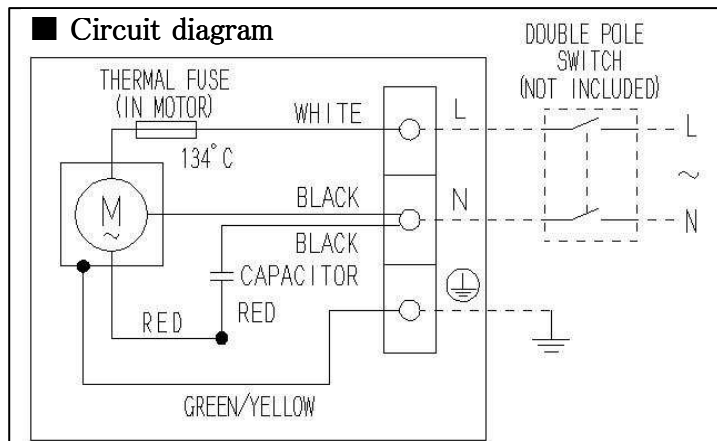 ■ Circuit diagram
DOUBLE POLE
SWITCH
(NOT INCLUDED)
THERMAL FUSE
(IN MOTOR)
WHITE
L
L
134°C
~
M
~
BLACK
N
N
BLACK
CAPACITOR
RED
RED
GREEN/YELLOW